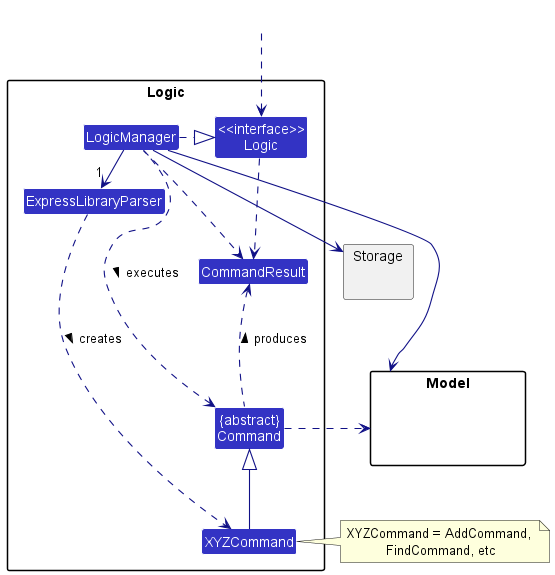 Logic
LogicManager
<<interface>>
Logic
1
ExpressLibraryParser
CommandResult
Storage
executes
creates
produces
Model
{abstract}
Command
XYZCommand
XYZCommand = AddCommand,
FindCommand, etc